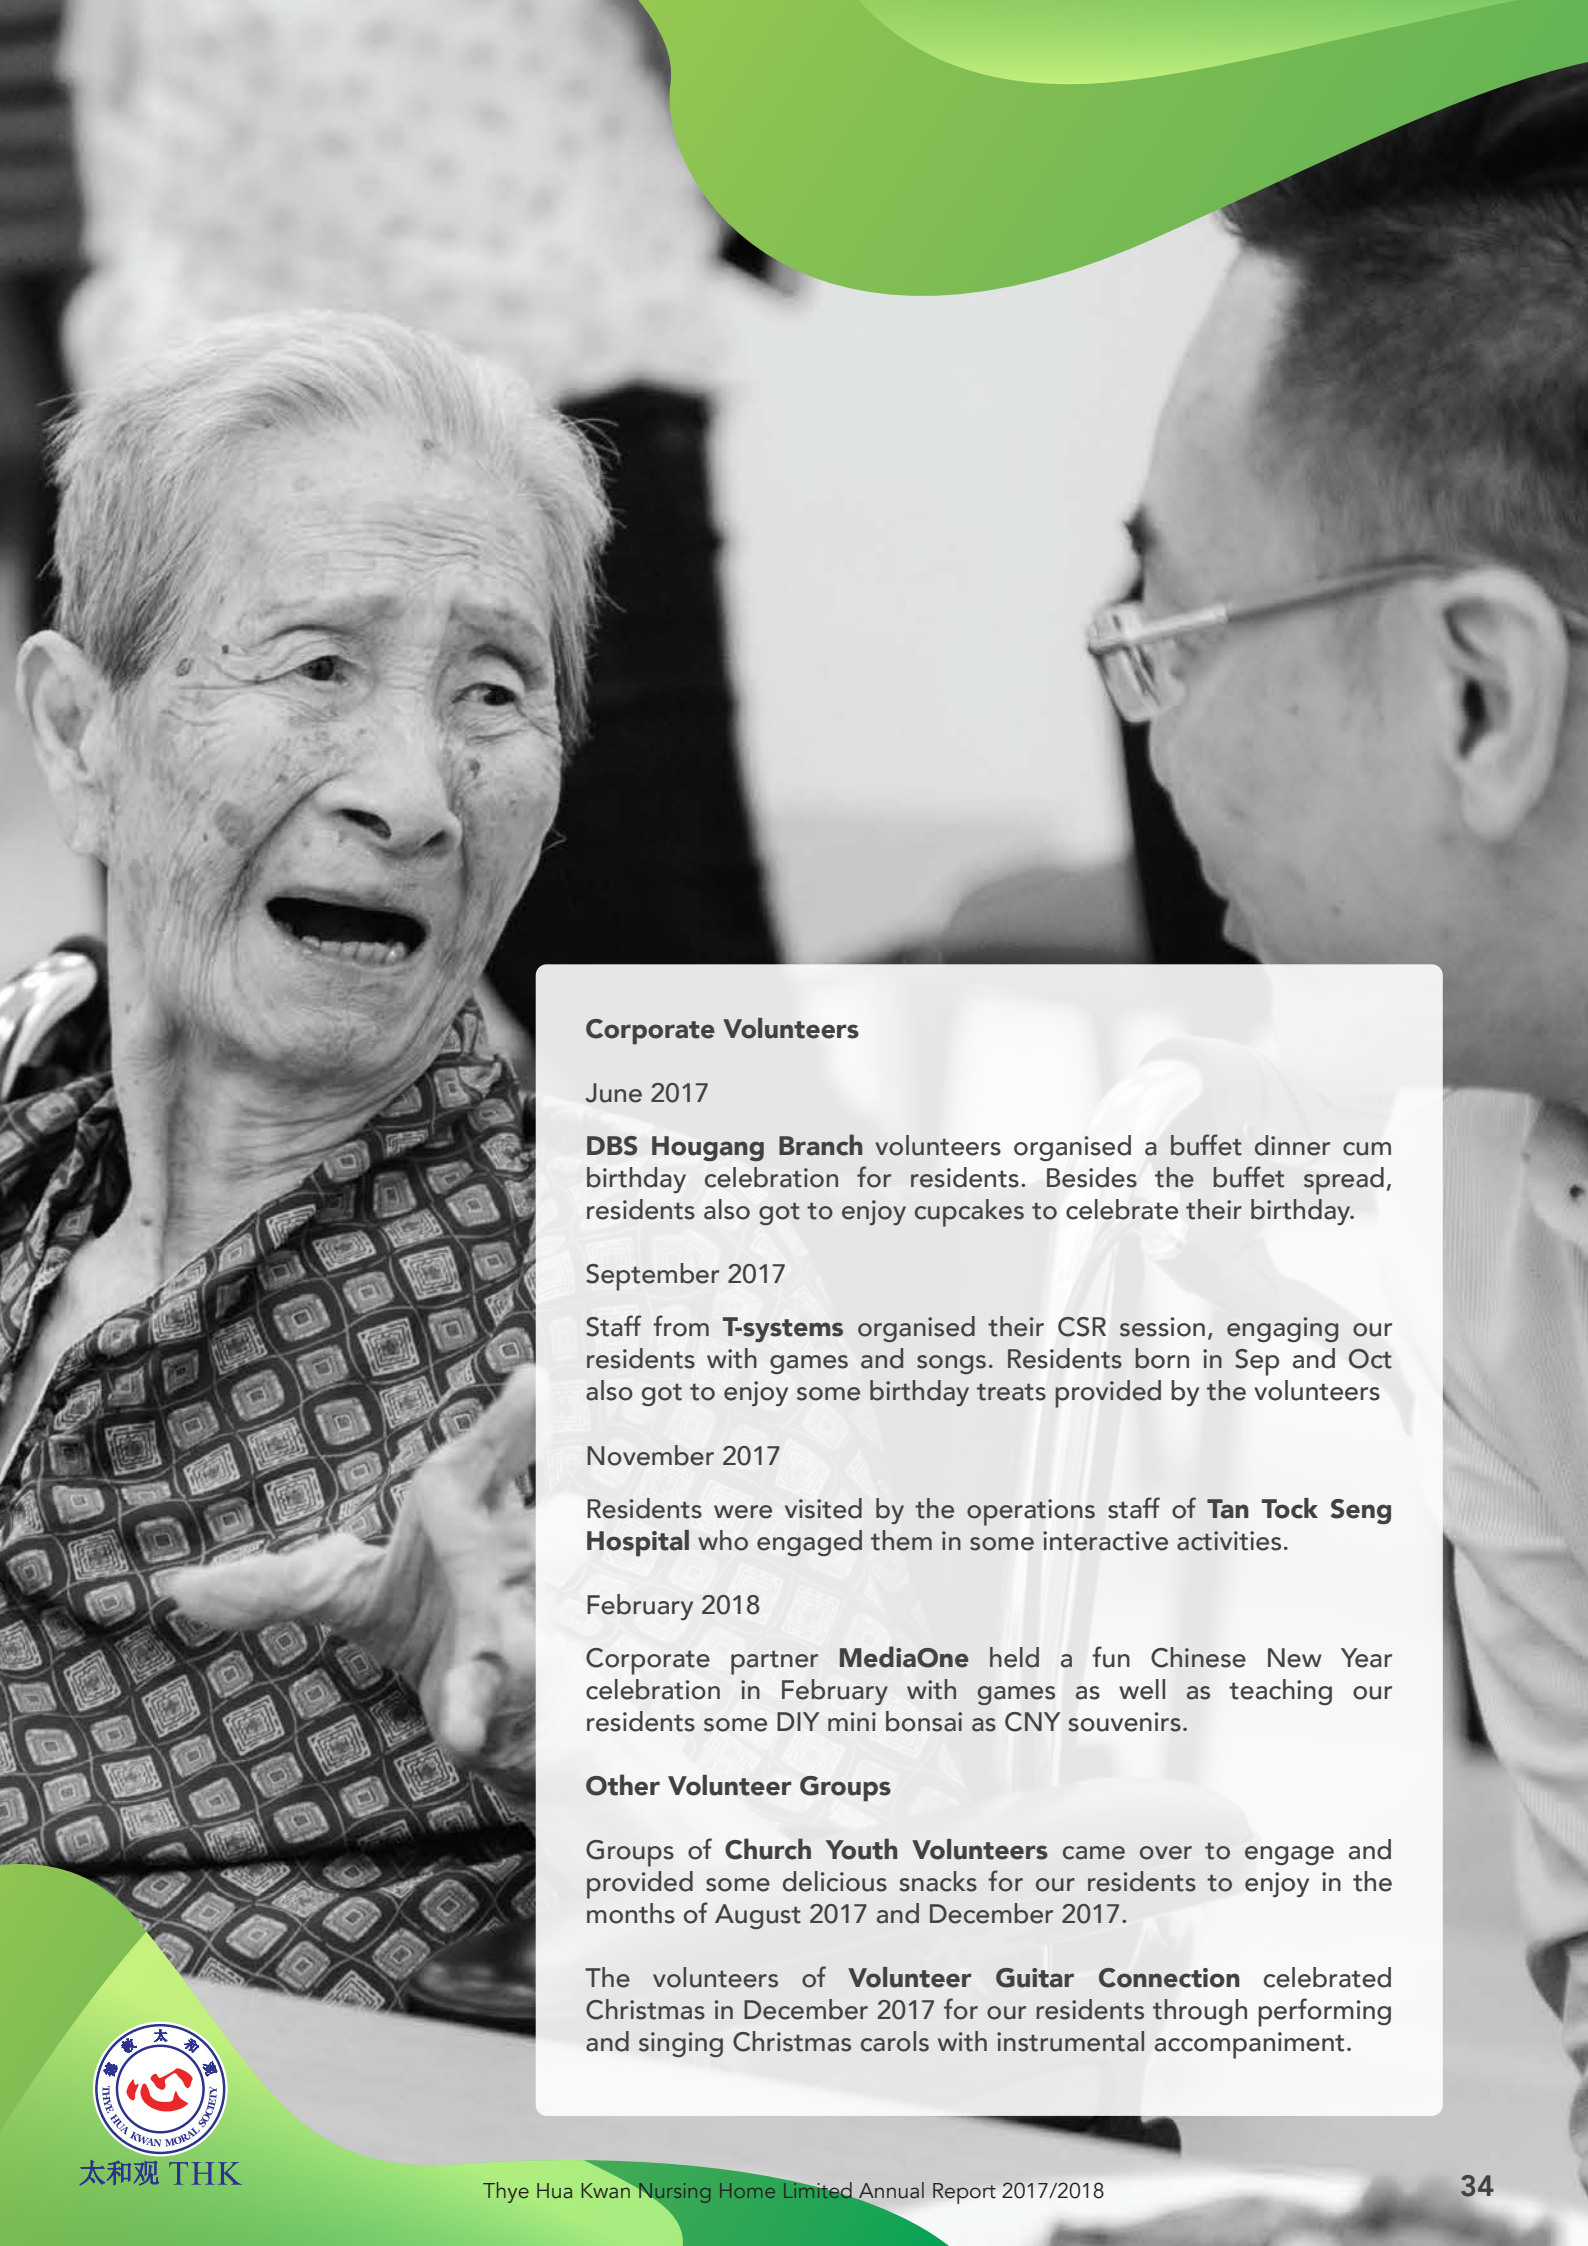 Corporate Volunteers
June 2017
DBS Hougang Branch volunteers organised a buffet dinner cum
birthday celebration for residents. Besides the buffet spread,
residents also got to enjoy cupcakes to celebrate their birthday.
September 2017
Staff from T-systems organised their CSR session, engaging our
residents with games and songs. Residents born in Sep and Oct
also got to enjoy some birthday treats provided by the volunteers
November 2017
Residents were visited by the operations staff of Tan Tock Seng
Hospital who engaged them in some interactive activities.
February 2018
Corporate partner MediaOne held a fun Chinese New Year
celebration in February with games as well as teaching our
residents some DIY mini bonsai as CNY souvenirs.
Other Volunteer Groups
Groups of Church Youth Volunteers came over to engage and
provided some delicious snacks for our residents to enjoy in the
months of August 2017 and December 2017.
The volunteers of Volunteer Guitar Connection celebrated
Christmas in December 2017 for our residents through performing
and singing Christmas carols with instrumental accompaniment.
太和观
THYE HUA KWAN MORAL SOCIETY
心
太和观 THK
Thye Hua Kwan Nursing Home Limited Annual Report 2017/2018
34